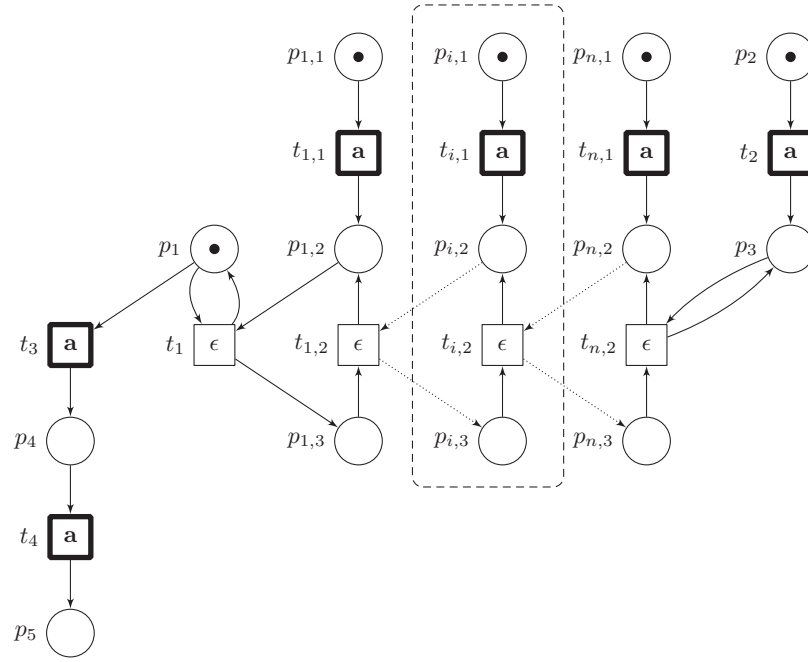 p1,1 pi,1 pn,1 p2
t1,1 a ti,1 a tn,1 a t2 a
p1 p1,2 pi,2 pn,2 p3
t3 a t1 ϵ t1,2 ϵ ti,2 ϵ tn,2 ϵ
p4 p1,3 pi,3 pn,3
t4 a
p5